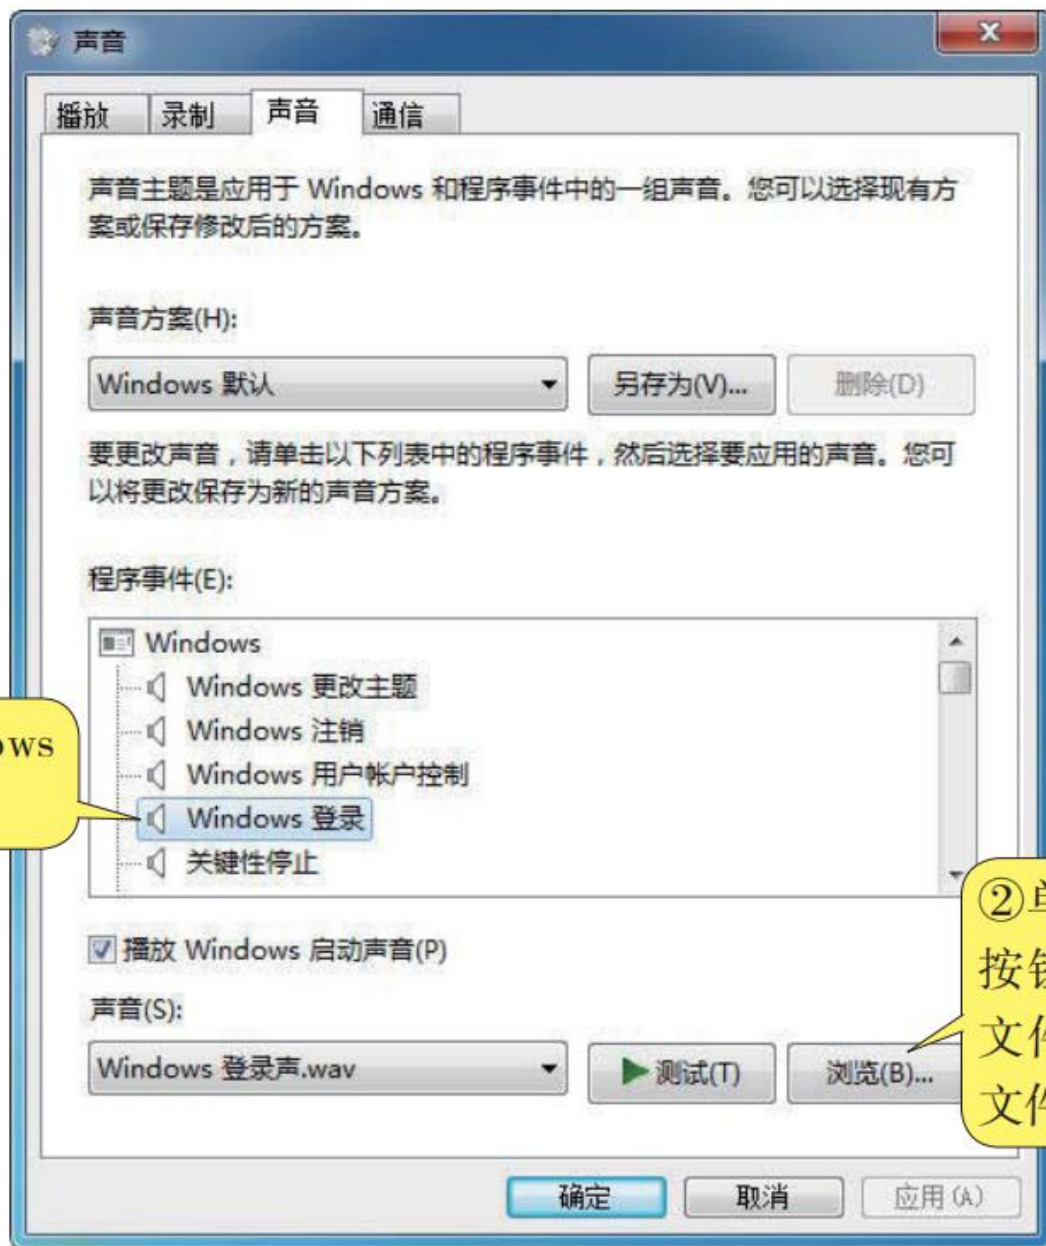 声音
播放 录制 声音 通信
声音主题是应用于 Windows 和程序事件中的一组声音。您可以选择现有方
案或保存修改后的方案。
声音方案(H):
Windows 默认 另存为(V)... 删除(D)
要更改声音，请单击以下列表中的程序事件，然后选择要应用的声音。您可
以将更改保存为新的声音方案。
程序事件(E):
Windows
Windows 更改主题
Windows 注销
ows
Windows 用户帐户控制
Windows 登录
关键性停止
②单
按钮
文件
文件
播放 Windows 启动声音(P)
声音(S):
Windows 登录声.wav 测试(T) 浏览(B)...
确定 取消 应用(A)